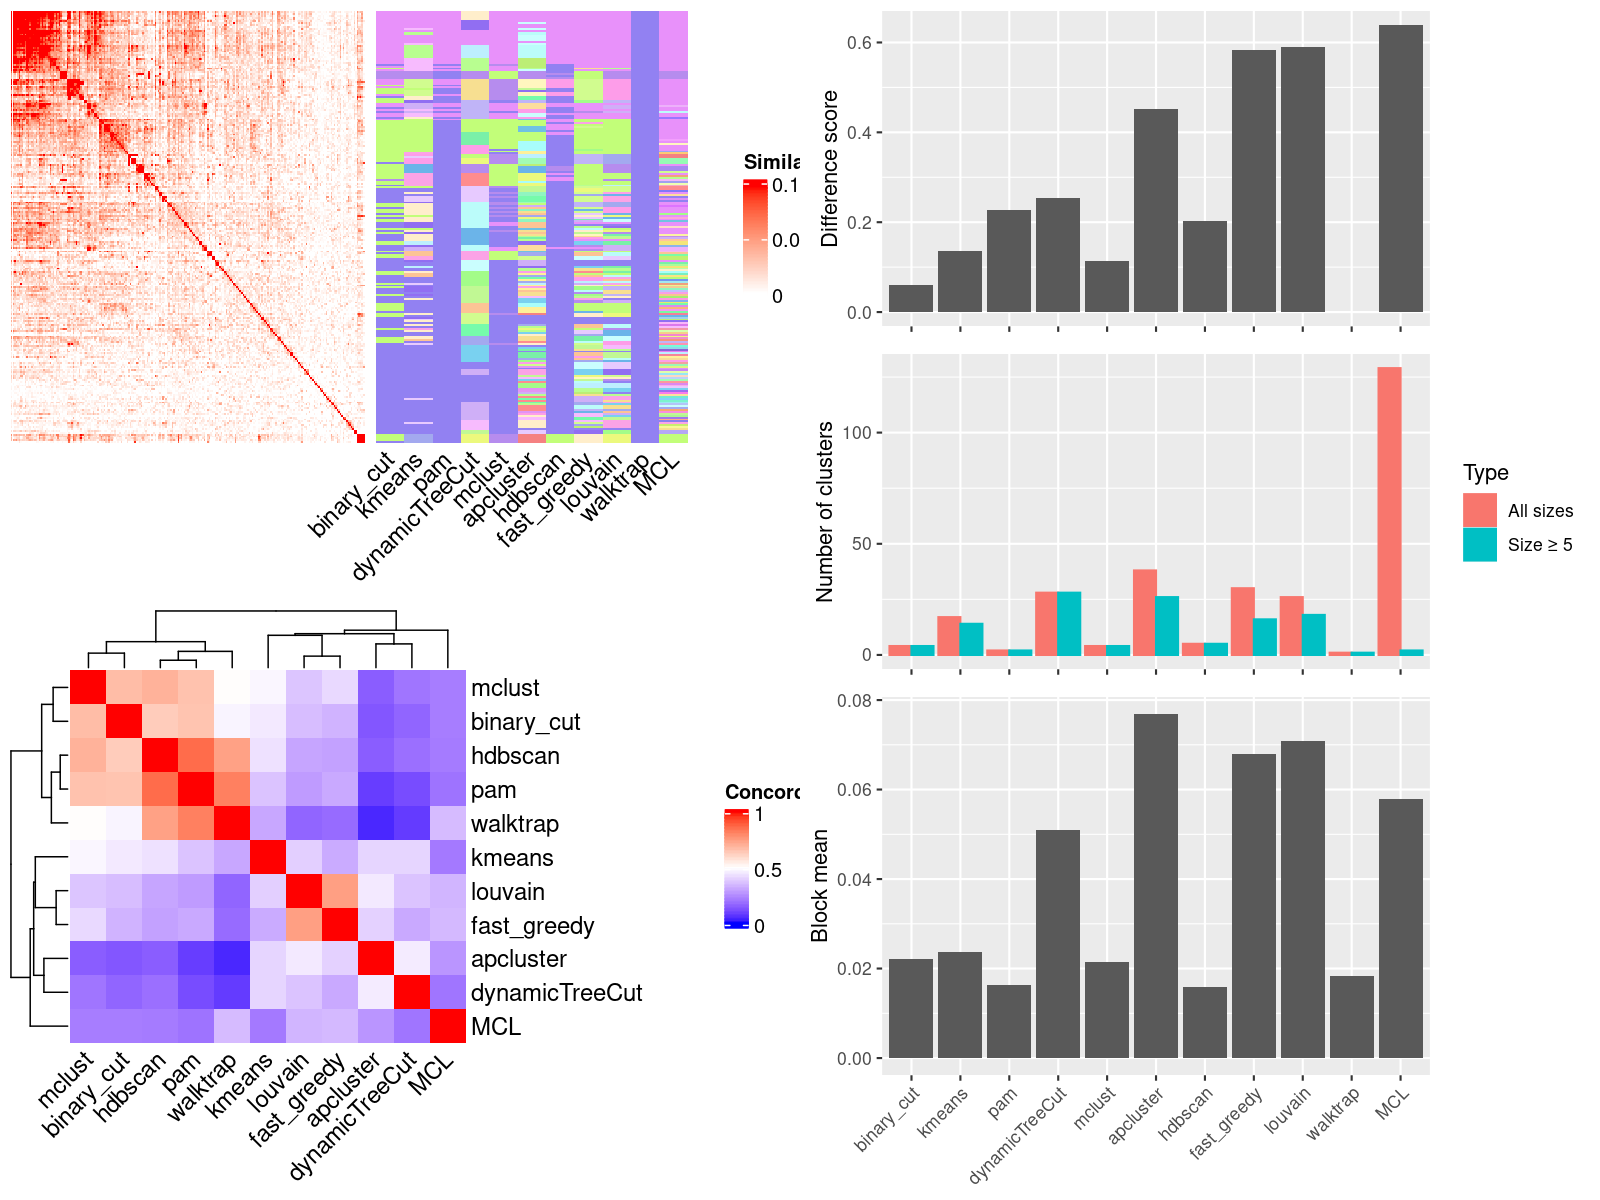 Simila
0.1
0.0
0
binary_cut
kmeans
pam
dynamicTreeCut
mclust
apcluster
hdbscan
fast_greedy
louvain
walktrap
MCL
mclust
binary_cut
hdbscan
pam
walktrap
kmeans
louvain
fast_greedy
apcluster
dynamicTreeCut
MCL
mclust
binary_cut
hdbscan
pam
walktrap
kmeans
louvain
fast_greedy
apcluster
dynamicTreeCut
MCL
Concord
1
0.5
0
Difference score
0.6
0.4
0.2
0.0
Number of clusters
100
50
0
Type
All sizes
Size ≥ 5
Block mean
0.08
0.06
0.04
0.02
0.00
binary_cut
kmeans
pam
dynamicTreeCut
mclust
apcluster
hdbscan
fast_greedy
louvain
walktrap
MCL